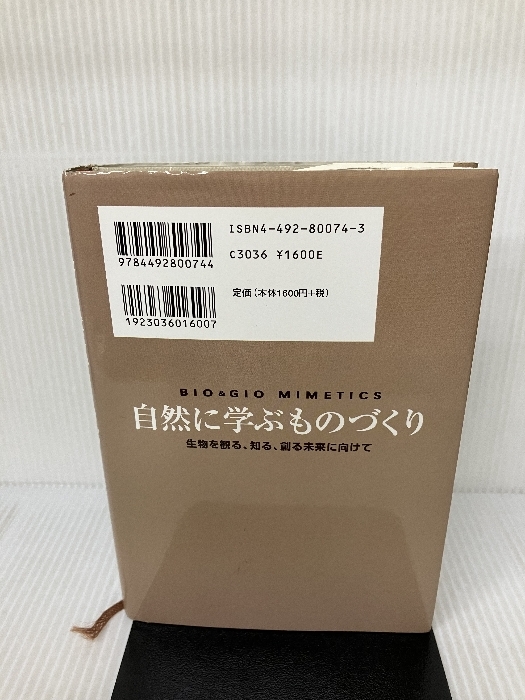 ISBN4-492-80074-3
9784492800744
C3036 ¥1600E
定価(本体1600円+税)
1923036016007
BIO&GIO MIMETICS
自然に学ぶものづくり
生物を観る、知る、創る未来に向けて